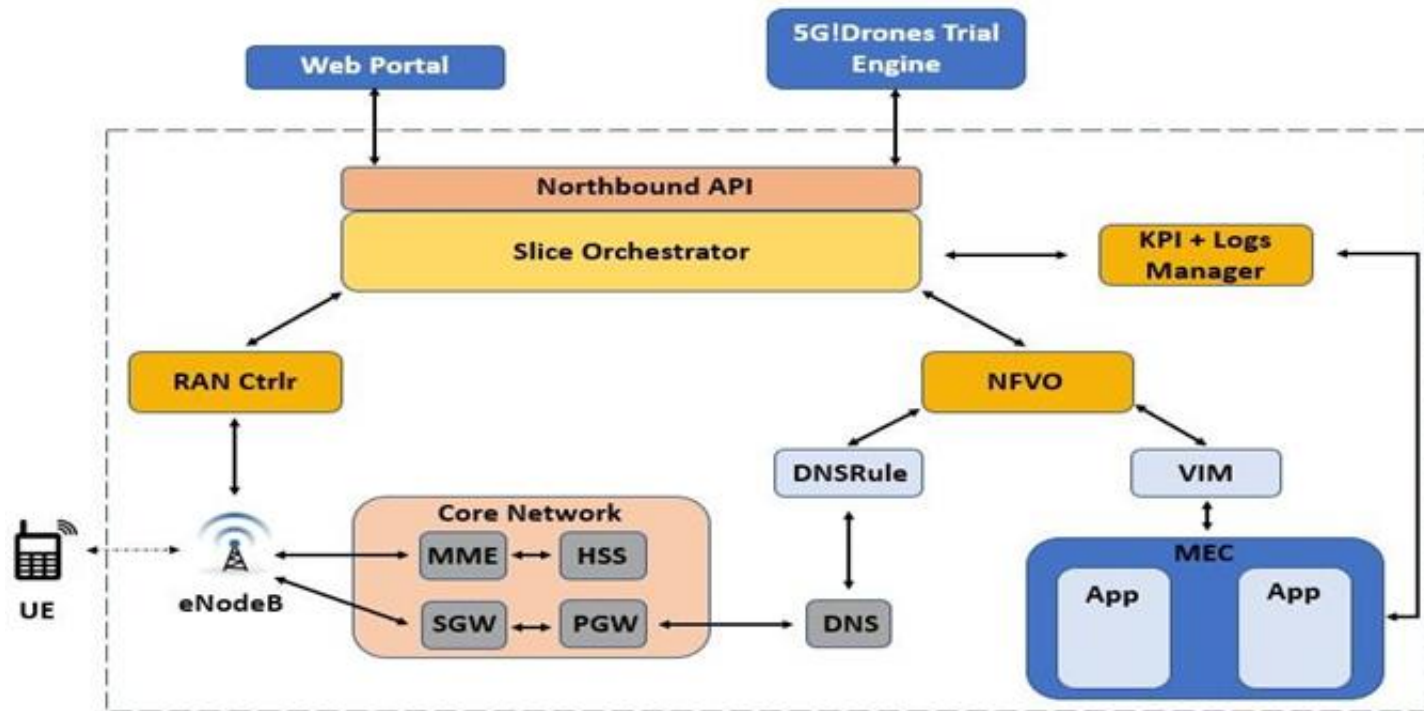 Web Portal
5G!Drones Trial
Engine
Northbound API
Slice Orchestrator
KPI + Logs
Manager
RAN Ctrlr
NFVO
DNSRule
VIM
Core Network
MME
HSS
SGW
PGW
DNS
MEC
App
App
eNodeB
UE